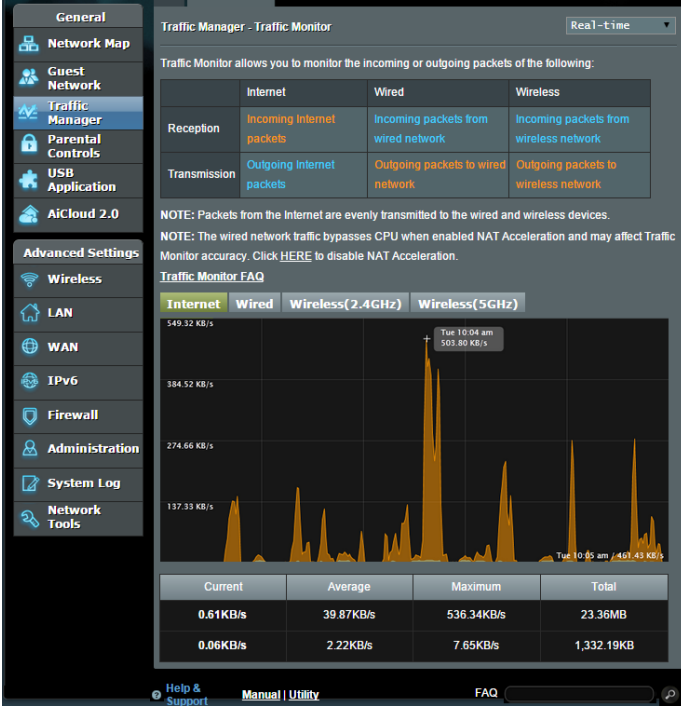 General
Network Map
Guest
Network
Traffic
Manager
Parental
Controls
USB
Application
AiCloud 2.0
Advanced Settings
Wireless
LAN
WAN
IPv6
Firewall
Administration
System Log
Network
Tools
Traffic Manager - Traffic Monitor
Real-time
Traffic Monitor allows you to monitor the incoming or outgoing packets of the following:
Internet Wired Wireless
Reception
Incoming Internet packets
Incoming packets from wired network
Incoming packets from wireless network
Transmission
Outgoing Internet packets
Outgoing packets to wired network
Outgoing packets to wireless network
NOTE: Packets from the Internet are evenly transmitted to the wired and wireless devices.
NOTE: The wired network traffic bypasses CPU when enabled NAT Acceleration and may affect Traffic
Monitor accuracy. Click HERE to disable NAT Acceleration.
Traffic Monitor FAQ
Internet Wired Wireless(2.4GHz) Wireless(5GHz)
549.32 KB/s
Tue 10:04 am
503.80 KB/s
384.52 KB/s
274.66 KB/s
137.33 KB/s
Tue 10:05 am / 461.43 KB/s
Current Average Maximum Total
0.61KB/s 39.87KB/s 536.34KB/s 23.36MB
0.06KB/s 2.22KB/s 7.65KB/s 1,332.19KB
Help &
Support
Manual | Utility
FAQ